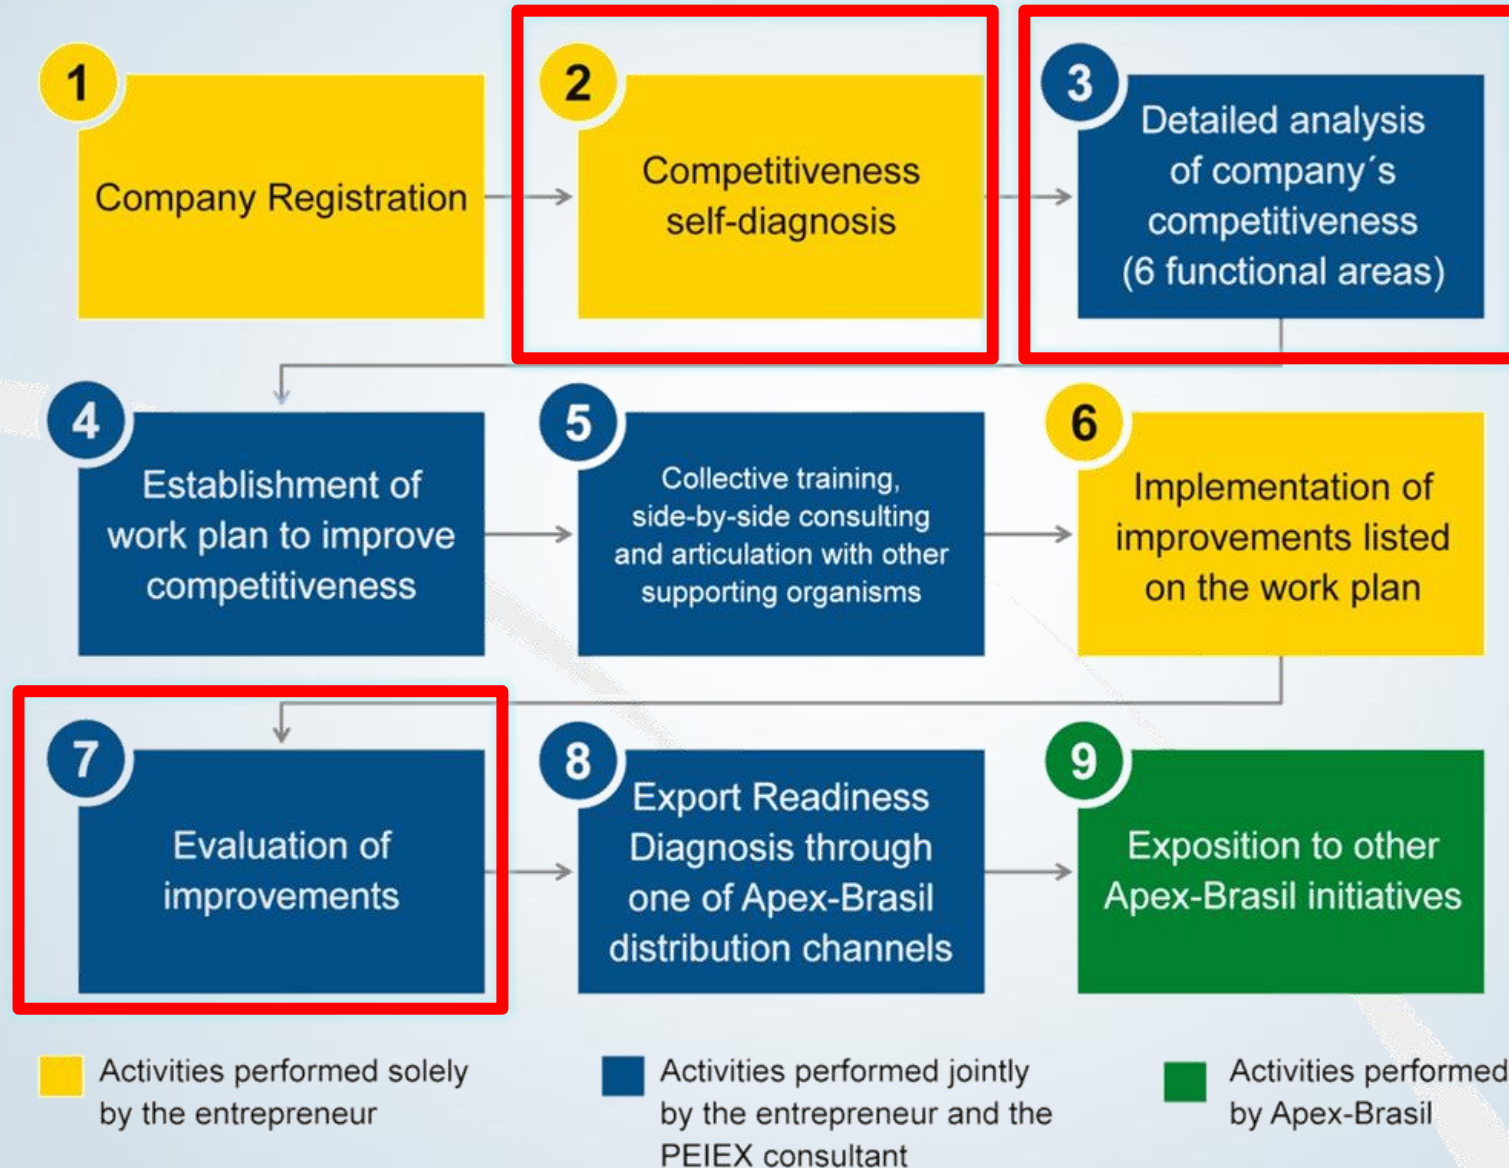 1
Company Registration
2
Competitiveness
self-diagnosis
3
Detailed analysis
of company´s
competitiveness
(6 functional areas)
4
Establishment of
work plan to improve
competitiveness
5
Collective training,
side-by-side consulting
and articulation with other
supporting organisms
6
Implementation of
improvements listed
on the work plan
7
Evaluation of
improvements
8
Export Readiness
Diagnosis through
one of Apex-Brasil
distribution channels
9
Exposition to other
Apex-Brasil initiatives
Activities performed solely
by the entrepreneur
Activities performed jointly
by the entrepreneur and the
PEIEX consultant
Activities performed
by Apex-Brasil